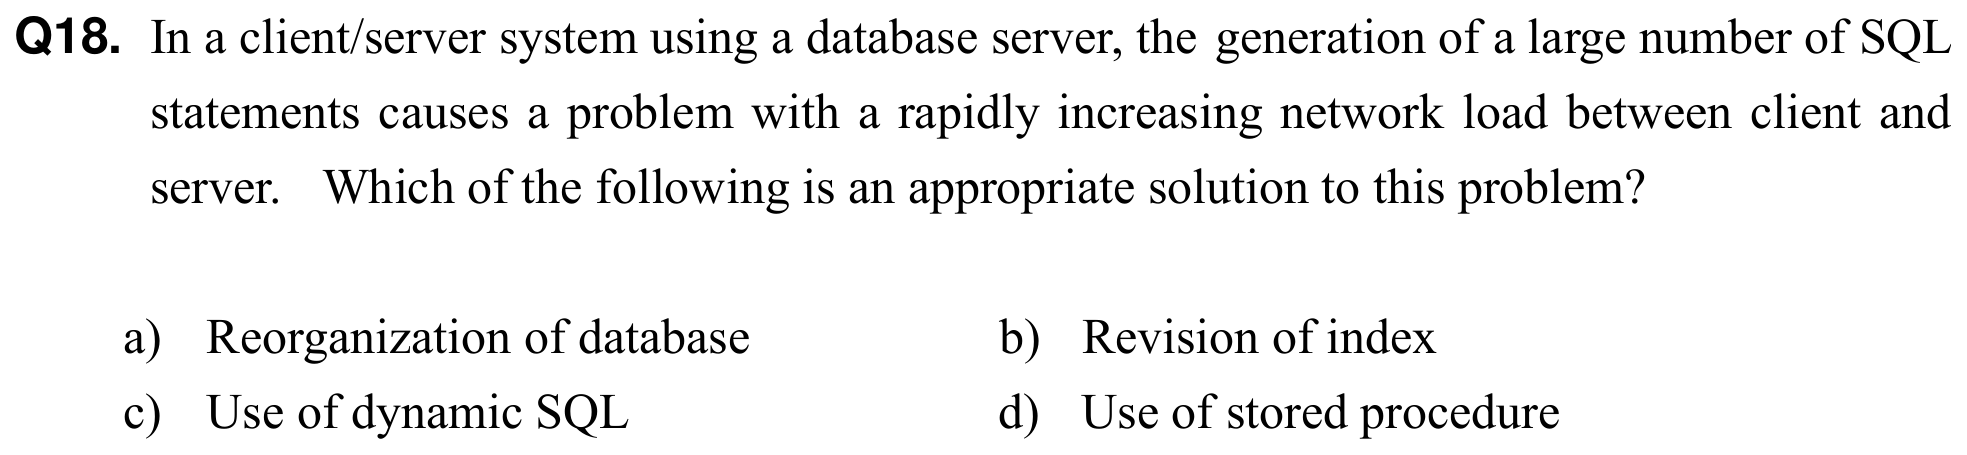 Q18. In a client/server system using a database server, the generation of a large number of SQL
statements causes a problem with a rapidly increasing network load between client and
server. Which of the following is an appropriate solution to this problem?
a) Reorganization of database b) Revision of index
c) Use of dynamic SQL d) Use of stored procedure